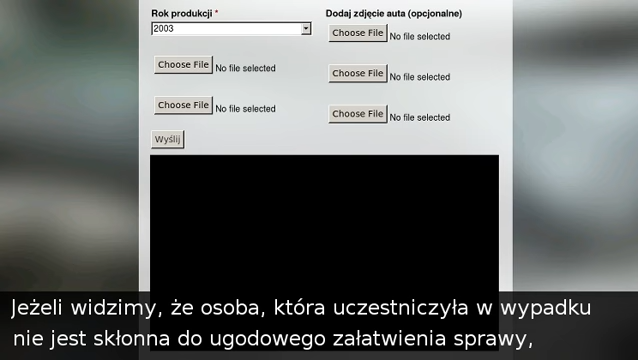 Rok produkcji *
Dodaj zdjęcie auta (opcjonalne)
2003
Choose File No file selected
Choose File No file selected
Choose File No file selected
Choose File No file selected
Choose File No file selected
Wyślij
Jeżeli widzimy, że osoba, która uczestniczyła w wypadku
nie jest skłonna do ugodowego załatwienia sprawy,